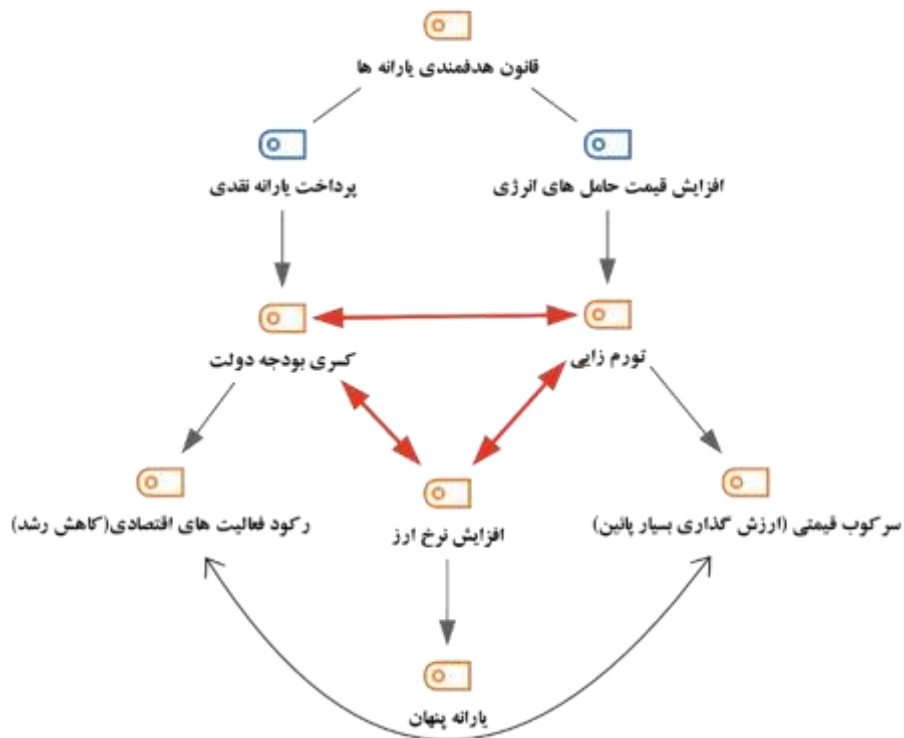 قانون هدفمندی یارانه ها
افزایش قیمت حامل های انرژی
پرداخت یارانه نقدی
تورم زایی
کسری بودجه دولت
سرکوب قیمتی (ارزش گذاری بسیار پائین)
افزایش نرخ ارز
رکود فعالیت های اقتصادی(کاهش رشد)
یارانه پنهان